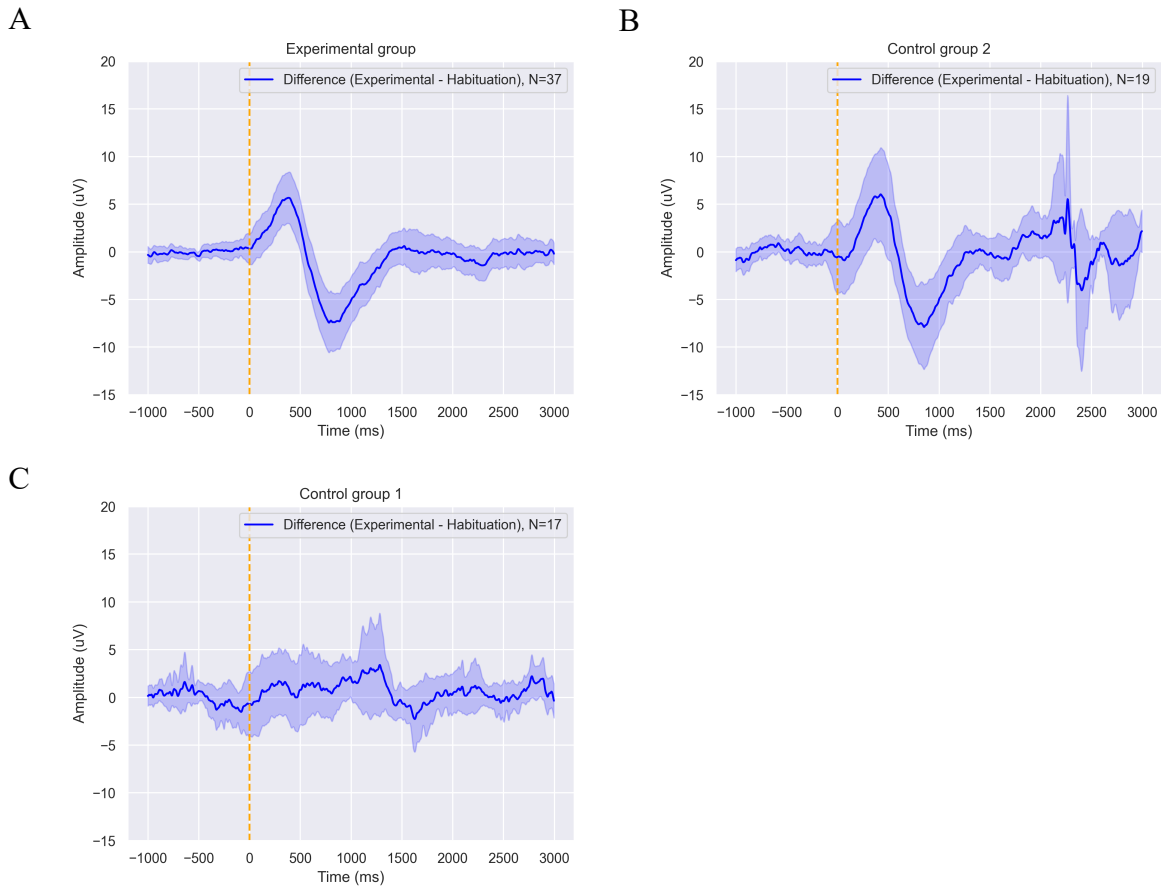 A
Experimental group
Difference (Experimental - Habituation), N=37
20
15
10
5
0
−5
−10
−15
Amplitude (uV)
−1000 −500 0 500 1000 1500 2000 2500 3000
Time (ms)
B
Control group 2
Difference (Experimental - Habituation), N=19
20
15
10
5
0
−5
−10
−15
Amplitude (uV)
−1000 −500 0 500 1000 1500 2000 2500 3000
Time (ms)
C
Control group 1
Difference (Experimental - Habituation), N=17
20
15
10
5
0
−5
−10
−15
Amplitude (uV)
−1000 −500 0 500 1000 1500 2000 2500 3000
Time (ms)